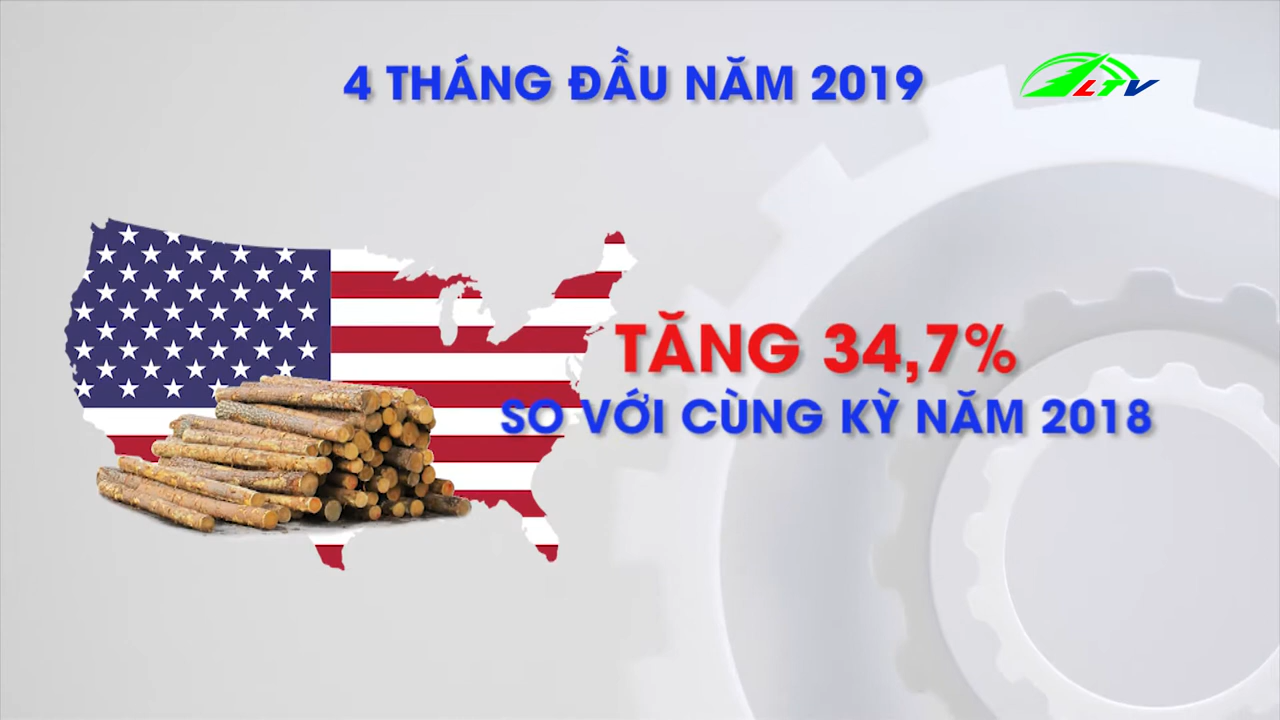 4 THÁNG ĐẦU NĂM 2019
LTV
TĂNG 34,7%
SO VỚI CÙNG KỲ NĂM 2018